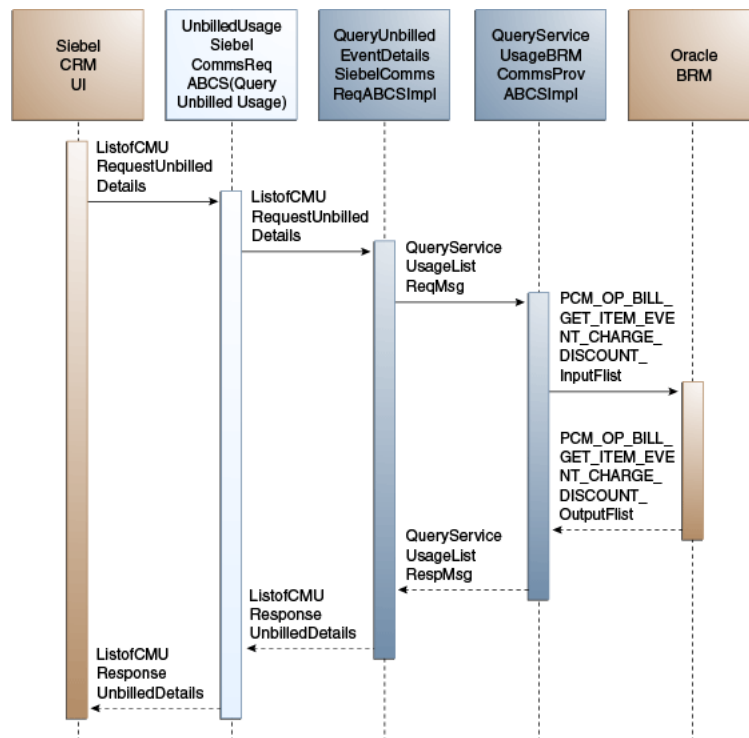 Siebel
CRM
UI
UnbilledUsage
Siebel
CommsReq
ABCS(Query
Unbilled Usage)
QueryUnbilled
EventDetails
SiebelComms
ReqABCSImpl
QueryService
UsageBRM
CommsProv
ABCSImpl
Oracle
BRM
ListofCMU
RequestUnbilled
Details
ListofCMU
RequestUnbilled
Details
QueryService
UsageList
ReqMsg
PCM_OP_BILL_
GET_ITEM_EVE
NT_CHARGE_
DISCOUNT_
InputFlist
PCM_OP_BILL_
GET_ITEM_EVE
NT_CHARGE_
DISCOUNT_
OutputFlist
QueryService
UsageList
RespMsg
ListofCMU
Response
UnbilledDetails
ListofCMU
Response
UnbilledDetails